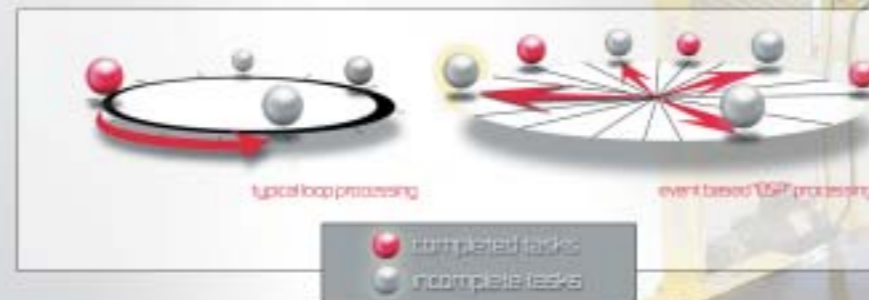 typical loop processing
event based "DSP" processing
completed tasks
incomplete tasks